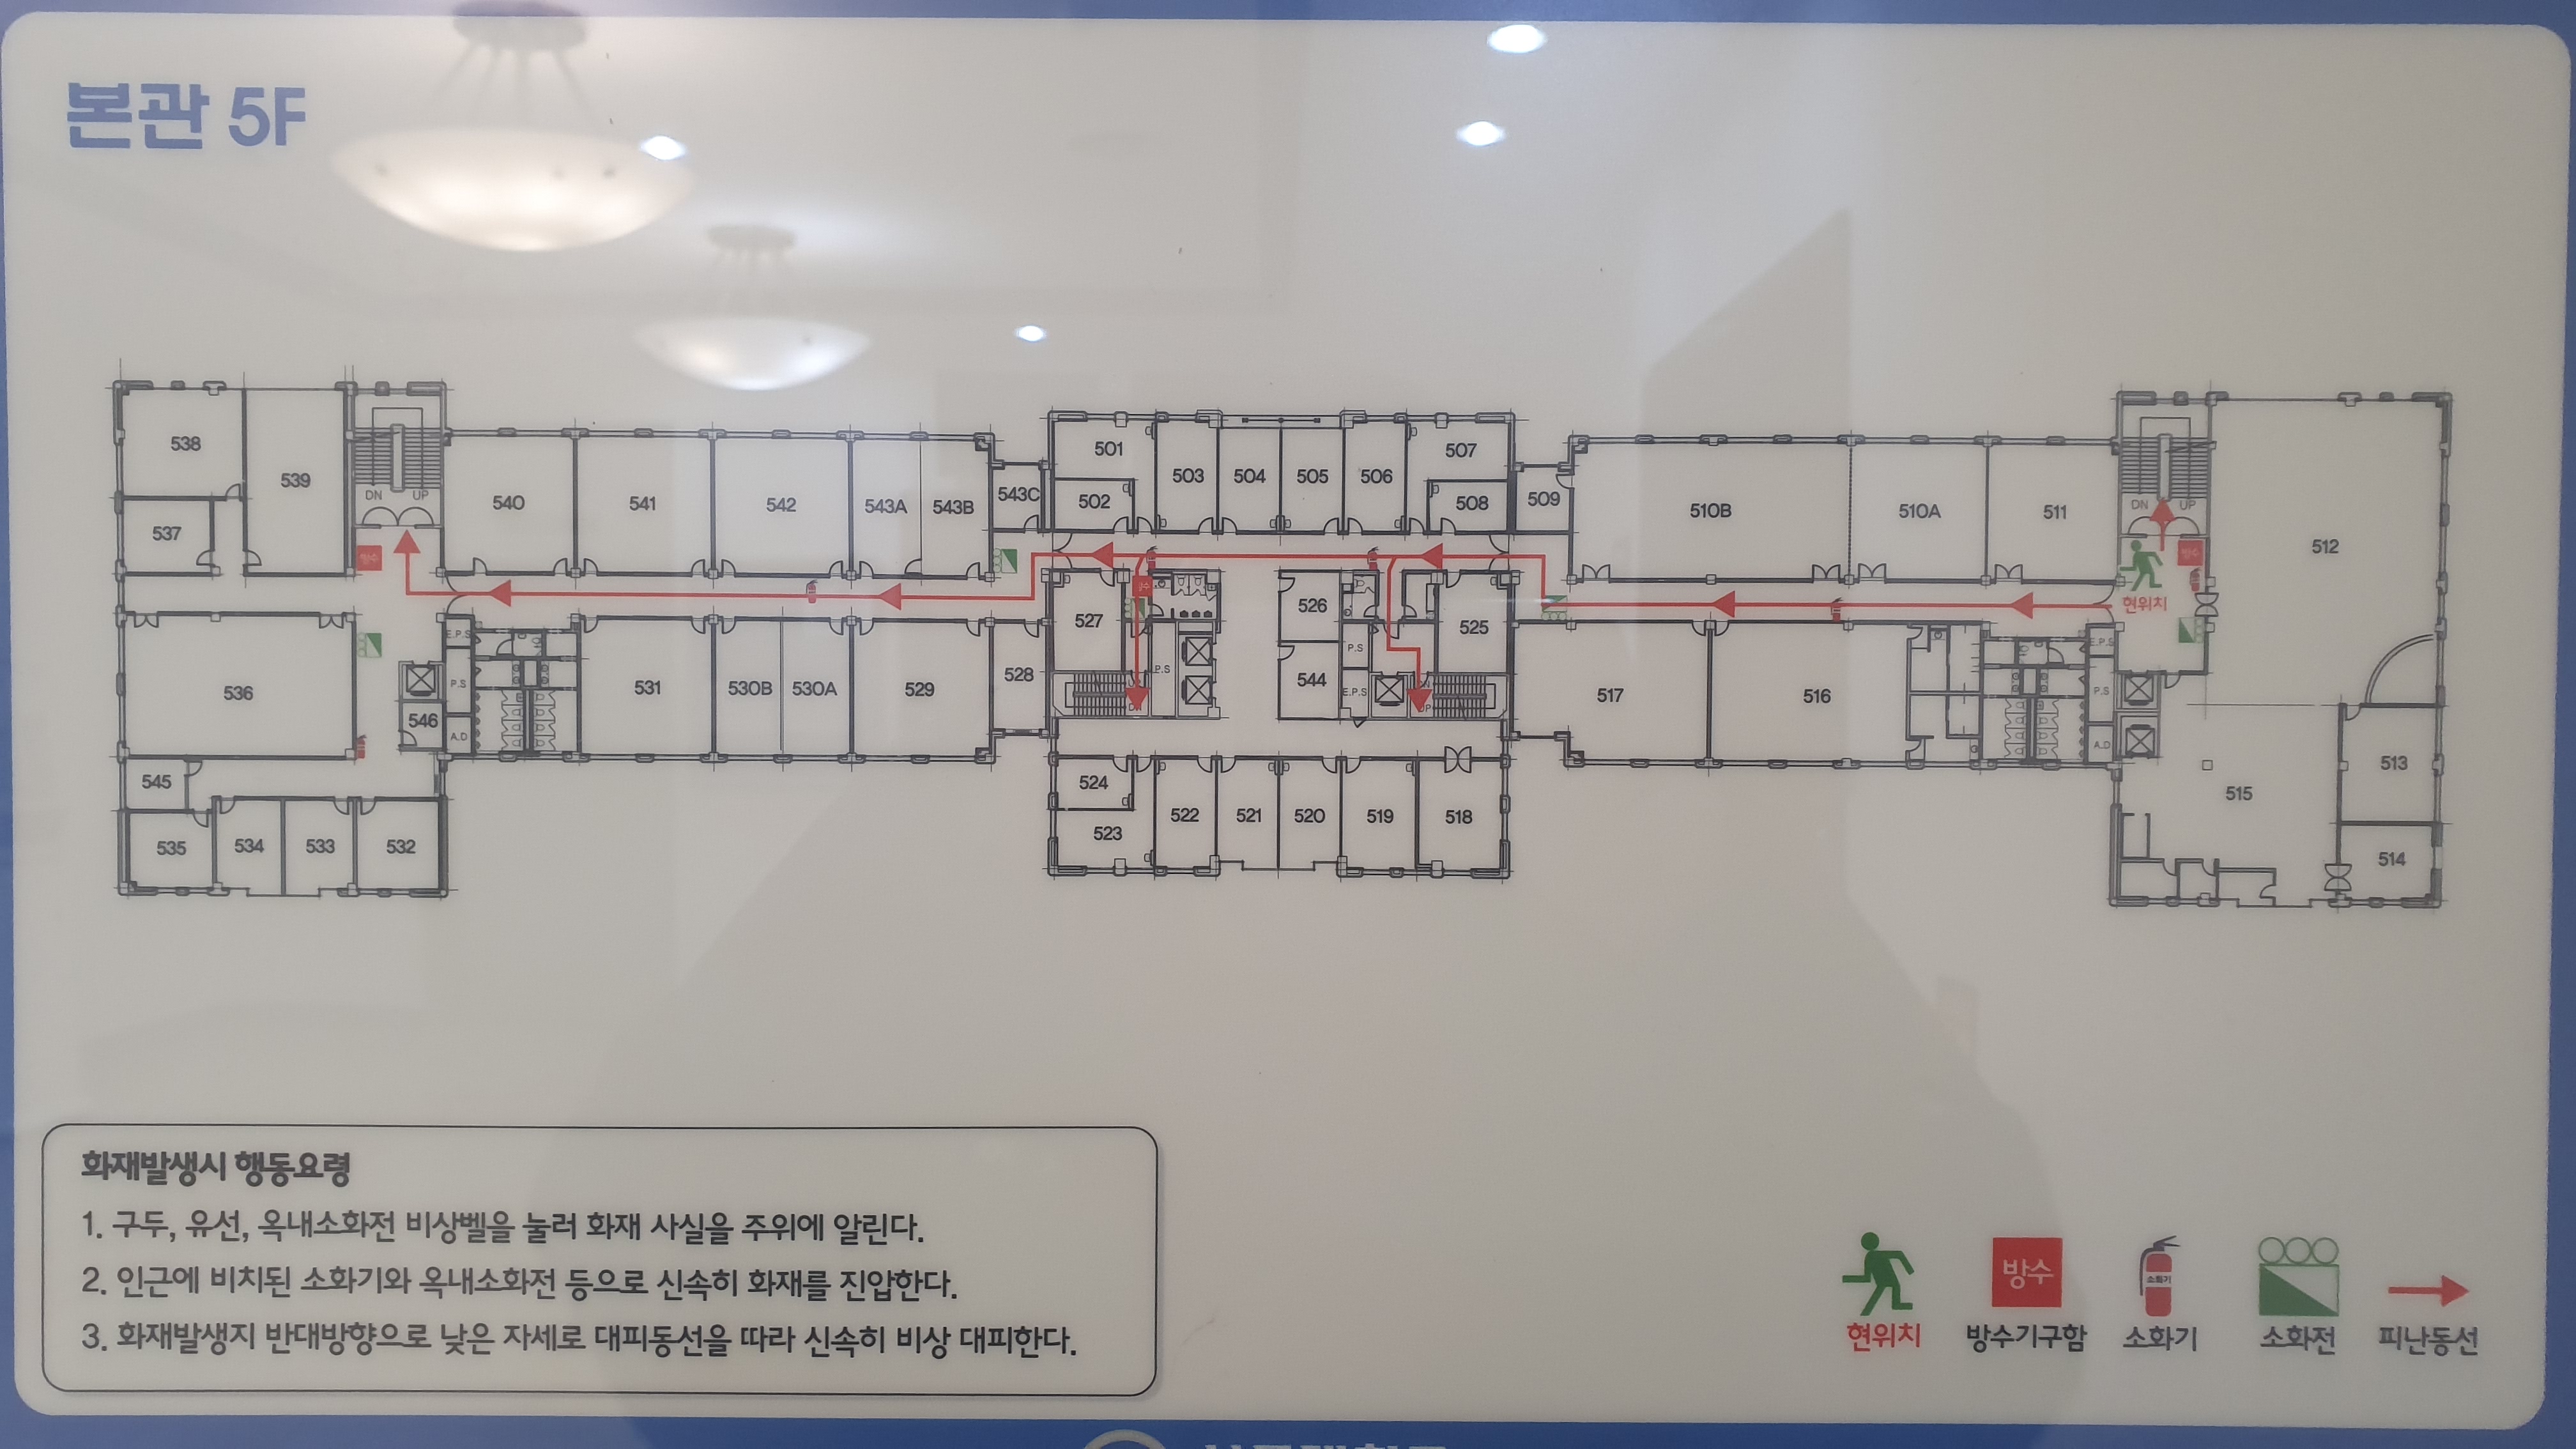 본관 5F
538
539
DN
UP
537
방수
540
541
542
543A
543B
543C
501
502
503
504
505
506
507
508
509
510B
510A
511
DN
UP
방수
현위치
512
536
E.P.S
P.S
A.D
546
545
535
534
533
532
531
530B
530A
529
528
527
P.S
526
544
P.S
E.P.S
525
UP
524
523
522
521
520
519
518
517
516
E.P.S
P.S
A.D
515
513
514
화재발생시 행동요령
1. 구두, 유선, 옥내소화전 비상벨을 눌러 화재 사실을 주위에 알린다.
2. 인근에 비치된 소화기와 옥내소화전 등으로 신속히 화재를 진압한다.
3. 화재발생지 반대방향으로 낮은 자세로 대피동선을 따라 신속히 비상 대피한다.
현위치
방수
방수기구함
소화기
소화기
소화전
피난동선